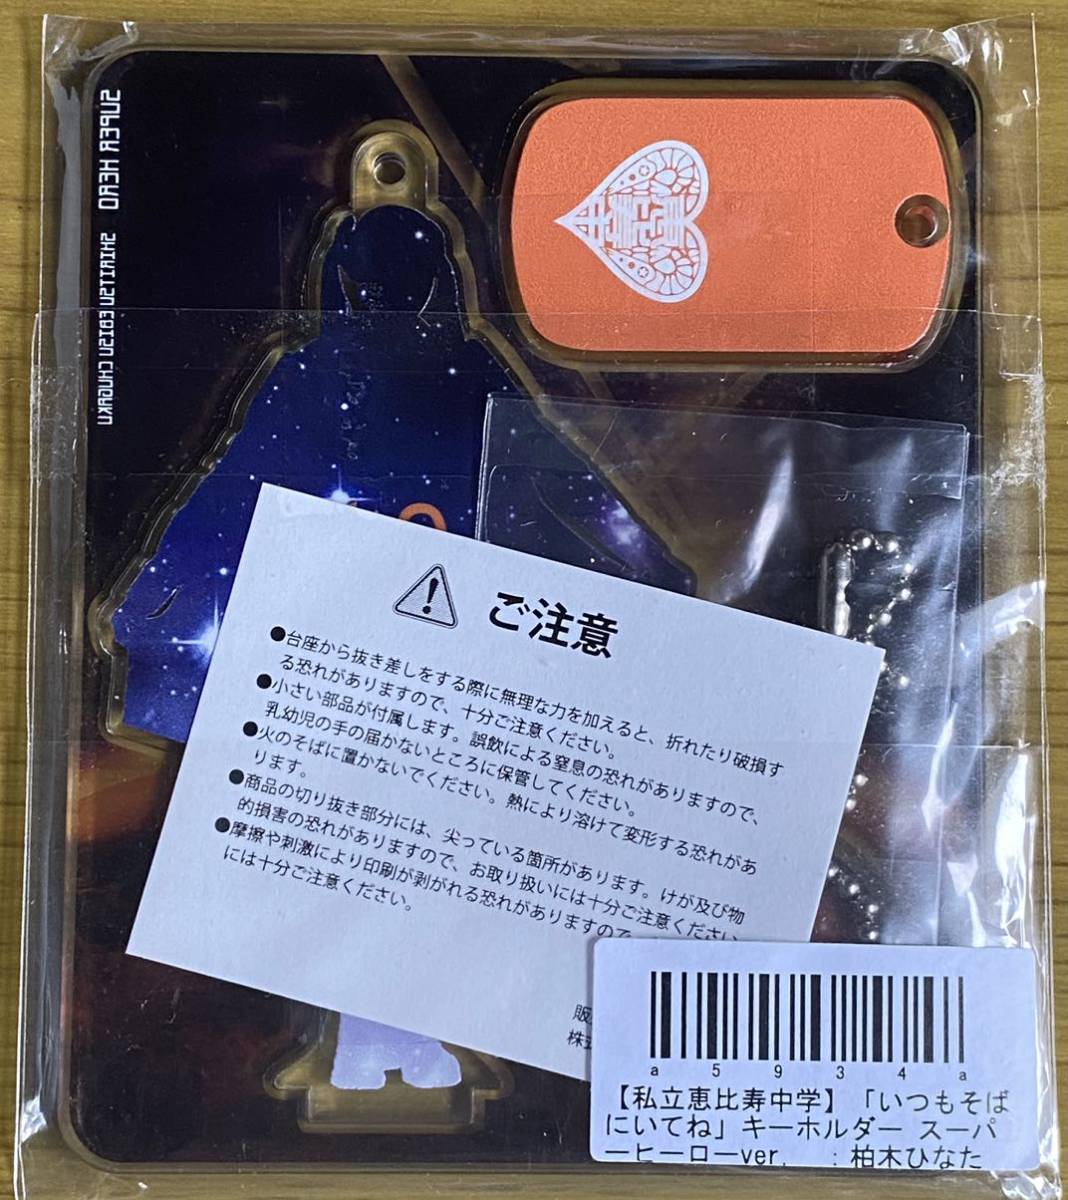 SUPER HERO SHIRITSU EBISU CHUGAKU
ご注意
●台座から抜き差しをする際に無理な力を加えると、折れたり破損す
る恐れがありますので、十分ご注意ください。
●小さい部品が付属します。誤飲による窒息の恐れがありますので、
乳幼児の手の届かないところに保管してください。
●火のそばに置かないでください。熱により溶けて変形する恐れがあ
ります。
●商品の切り抜き部分には、尖っている箇所があります。けが及び物
的損害の恐れがありますので、お取り扱いには十分ご注意ください。
●摩擦や刺激により印刷が剥がれる恐れがありますので
には十分ご注意ください。
販
株式
a5934a
【私立恵比寿中学】「いつもそば
にいてね」キーホルダー スーパ
ーヒーローver. :柏木ひなた